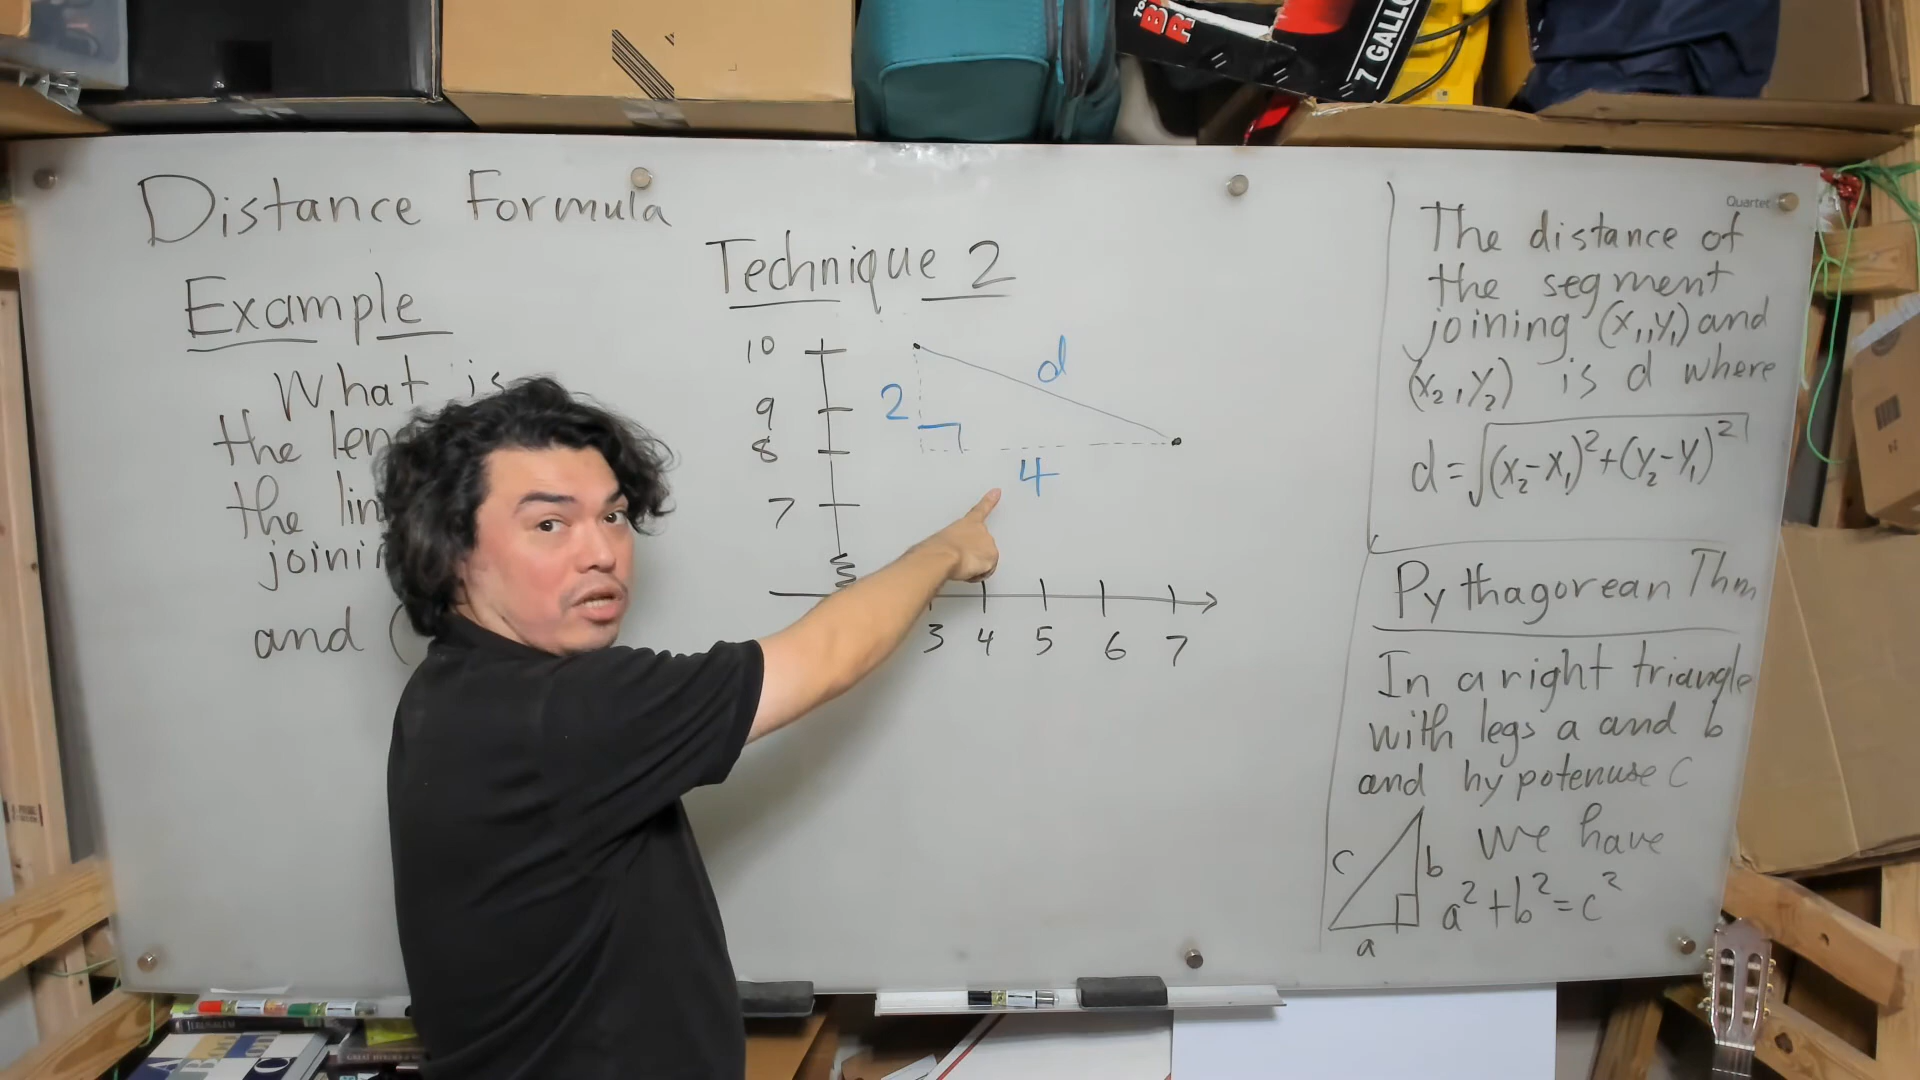 7 GALLO
Quartet
Distance Formula
Example
What is
the len
the lin
joini
and (
Technique 2
10
9
8
7
2
d
4
3 4 5 6 7
The distance of
the segment
joining (x₁,y₁) and
(x₂,y₂) is d where
d=√(x₂-x₁)²+(y₂-y₁)²
Pythagorean Thm
In a right triangle
with legs a and b
and hypotenuse c
c
b
a
we have
a²+b²=c²
JERUSALEM